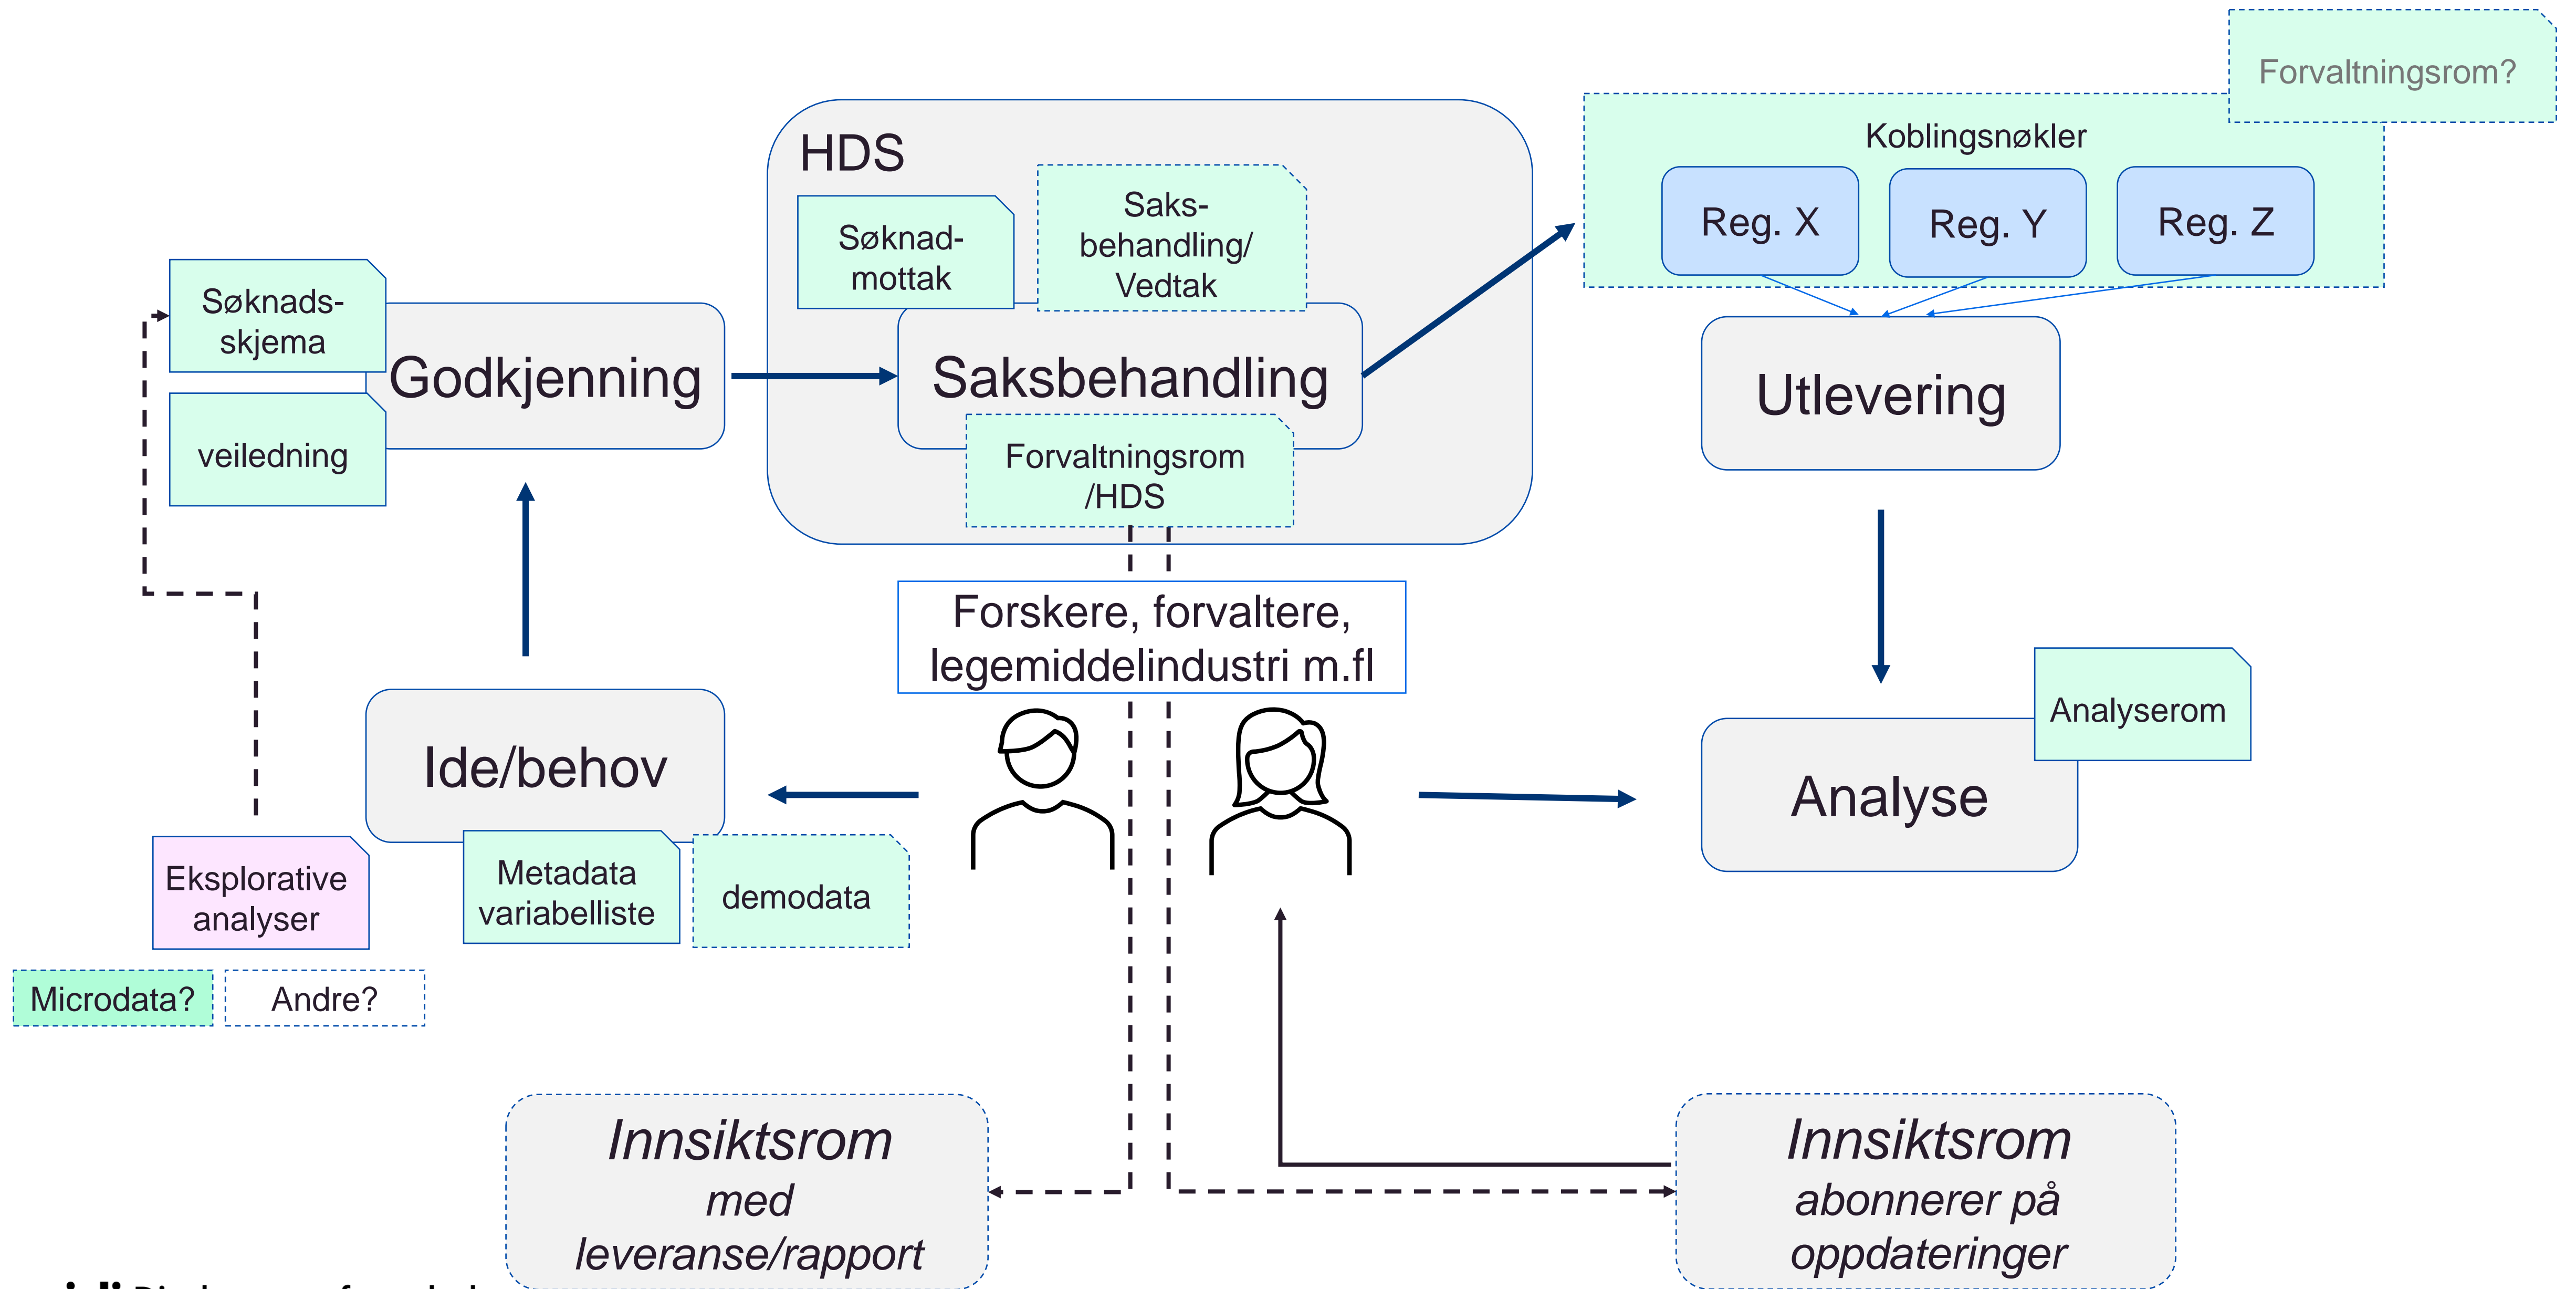 Forvaltningsrom?
HDS
Koblingsnøkler
Saks-
behandling/
Vedtak
Søknad-
mottak
Reg. X
Reg. Y
Reg. Z
Søknads-
skjema
Godkjenning
Saksbehandling
Utlevering
veiledning
Forvaltningsrom
/HDS
Forskere, forvaltere,
legemiddelindustri m.fl
Analyserom
Ide/behov
Analyse
Eksplorative
analyser
Metadata
variabelliste
demodata
Microdata?
Andre?
Innsiktsrom
med
leveranse/rapport
Innsiktsrom
abonnerer på
oppdateringer